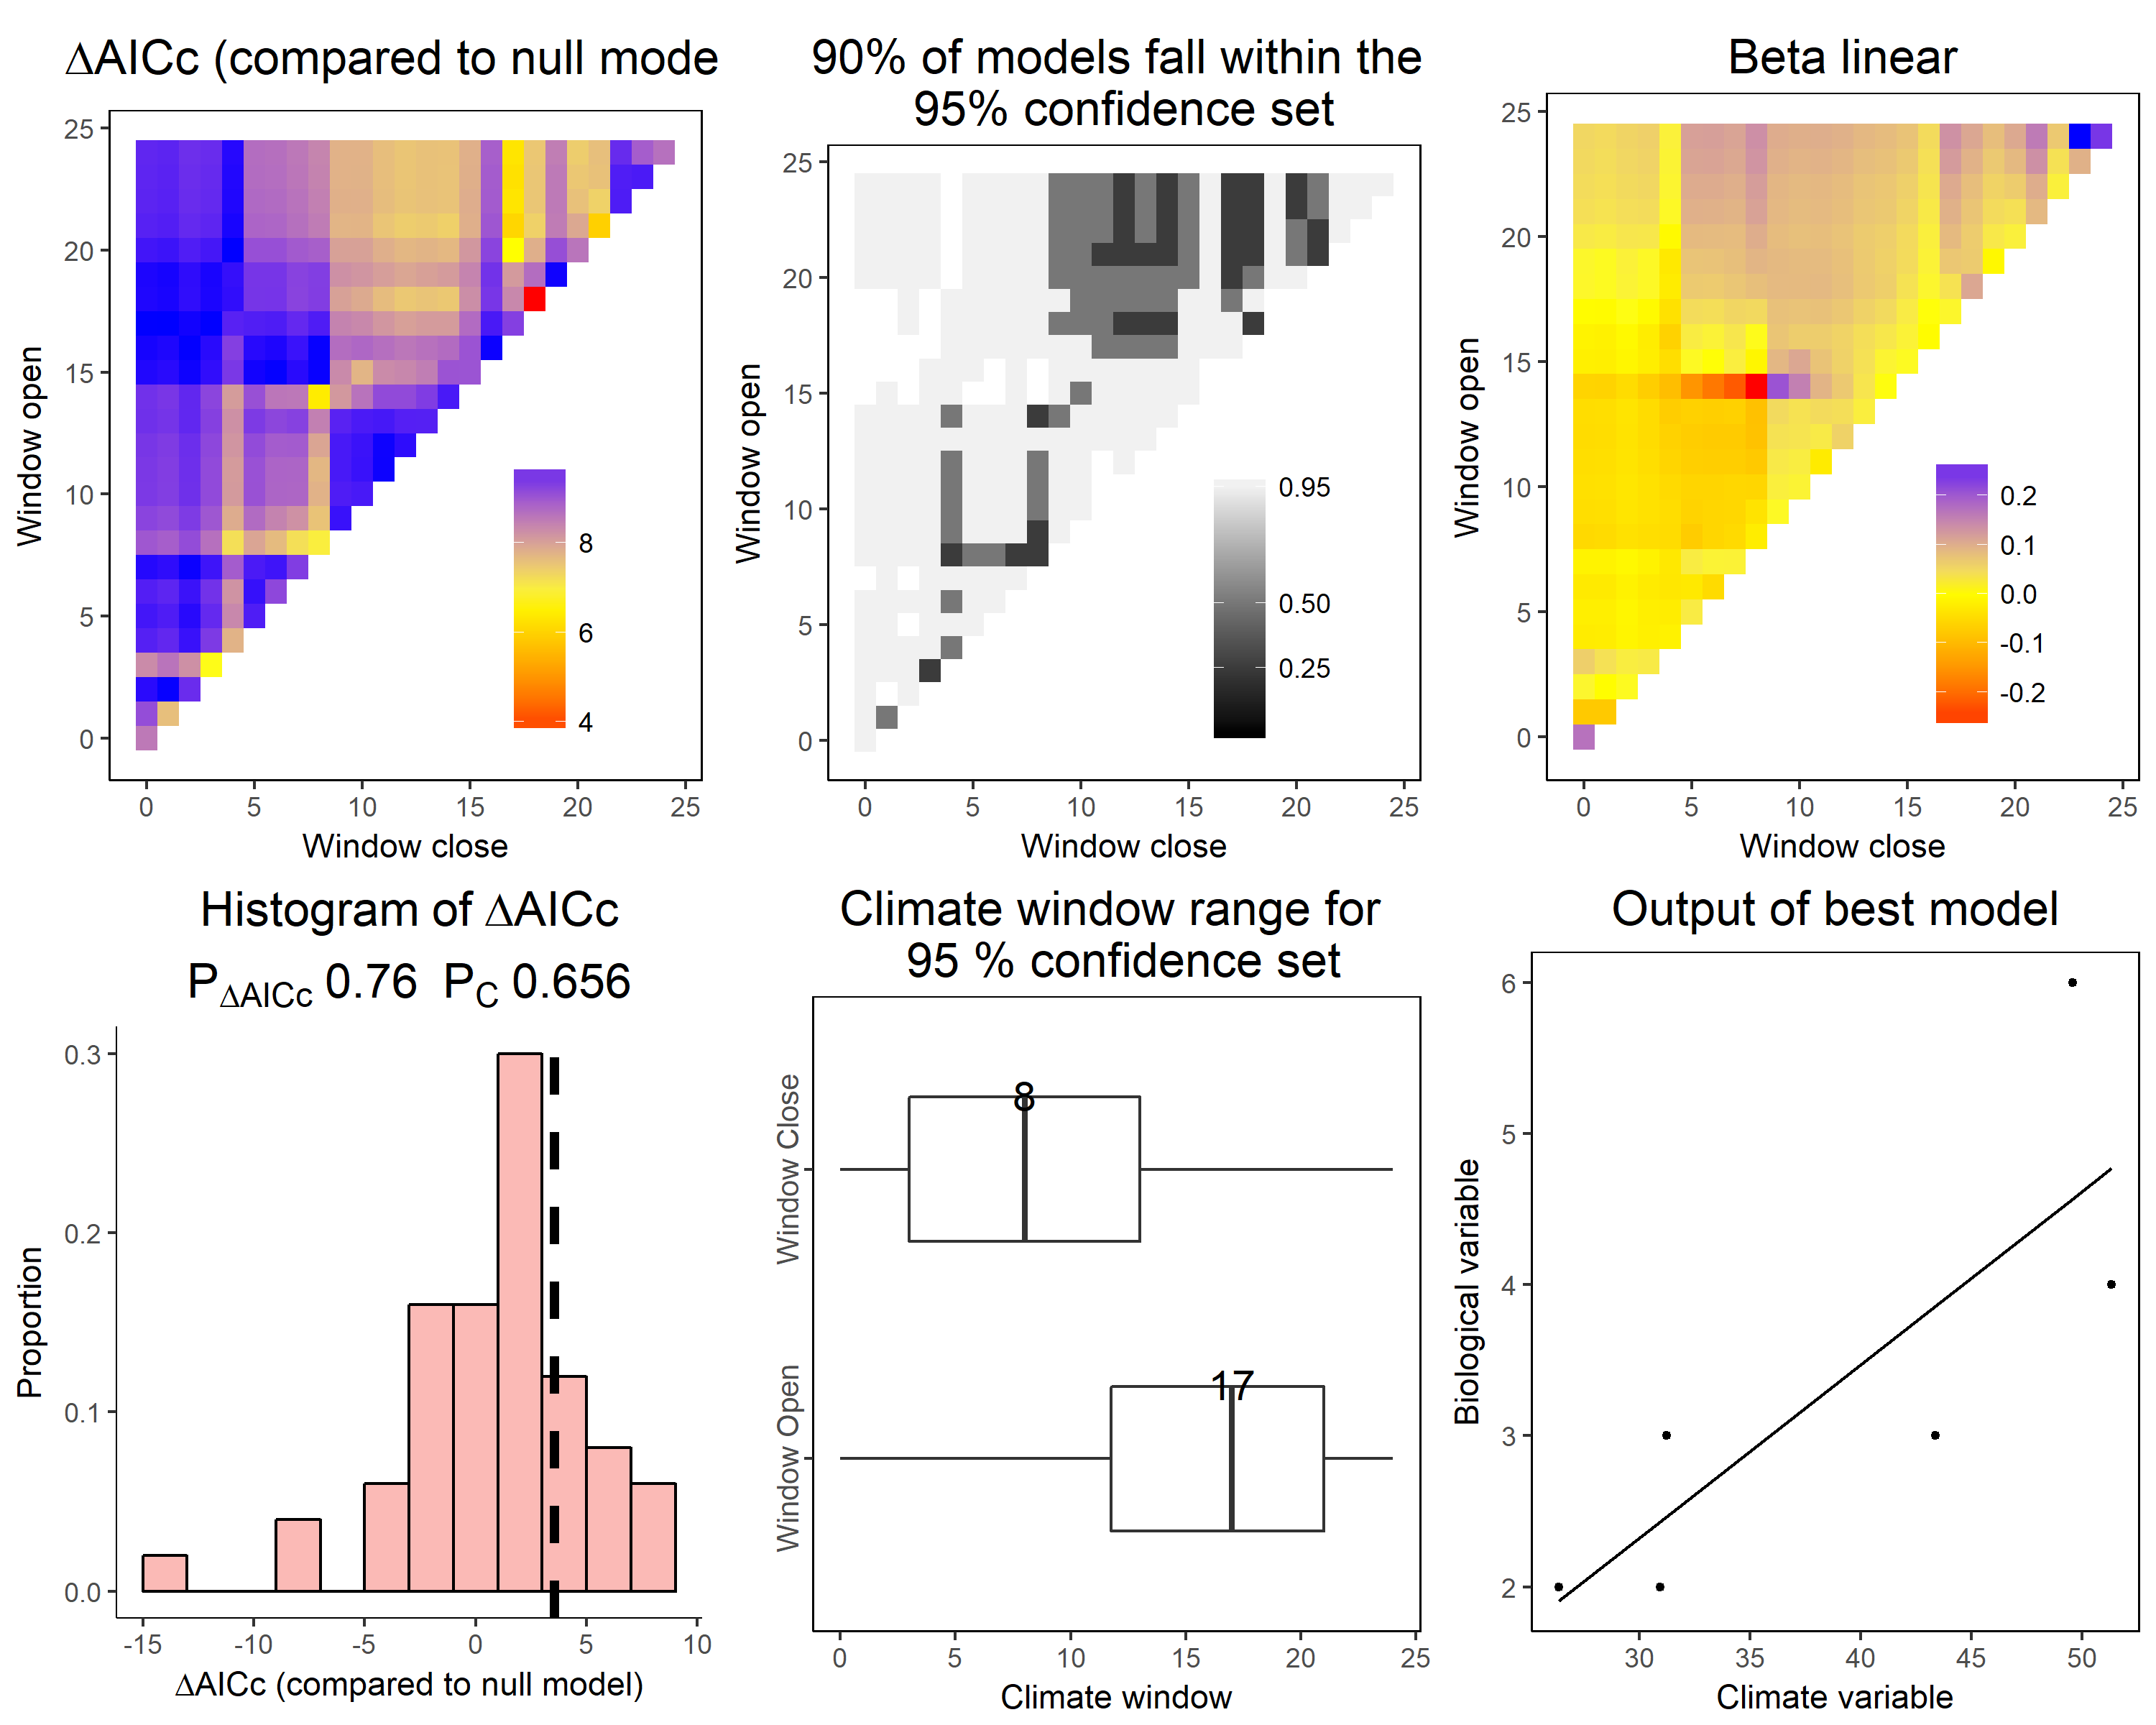 ∆AICc (compared to null mode
25
20
15
10
5
0
Window open
0 5 10 15 20 25
Window close
8
6
4
90% of models fall within the
95% confidence set
25
20
15
10
5
0
Window open
0 5 10 15 20 25
Window close
0.95
0.50
0.25
Beta linear
25
20
15
10
5
0
Window open
0 5 10 15 20 25
Window close
0.2
0.1
0.0
-0.1
-0.2
Histogram of ∆AICc
P∆AICc 0.76 PC 0.656
0.3
0.2
0.1
0.0
Proportion
-15 -10 -5 0 5 10
∆AICc (compared to null model)
Climate window range for
95 % confidence set
Window Close
8
Window Open
17
0 5 10 15 20 25
Climate window
Output of best model
6
5
4
3
2
Biological variable
30 35 40 45 50
Climate variable